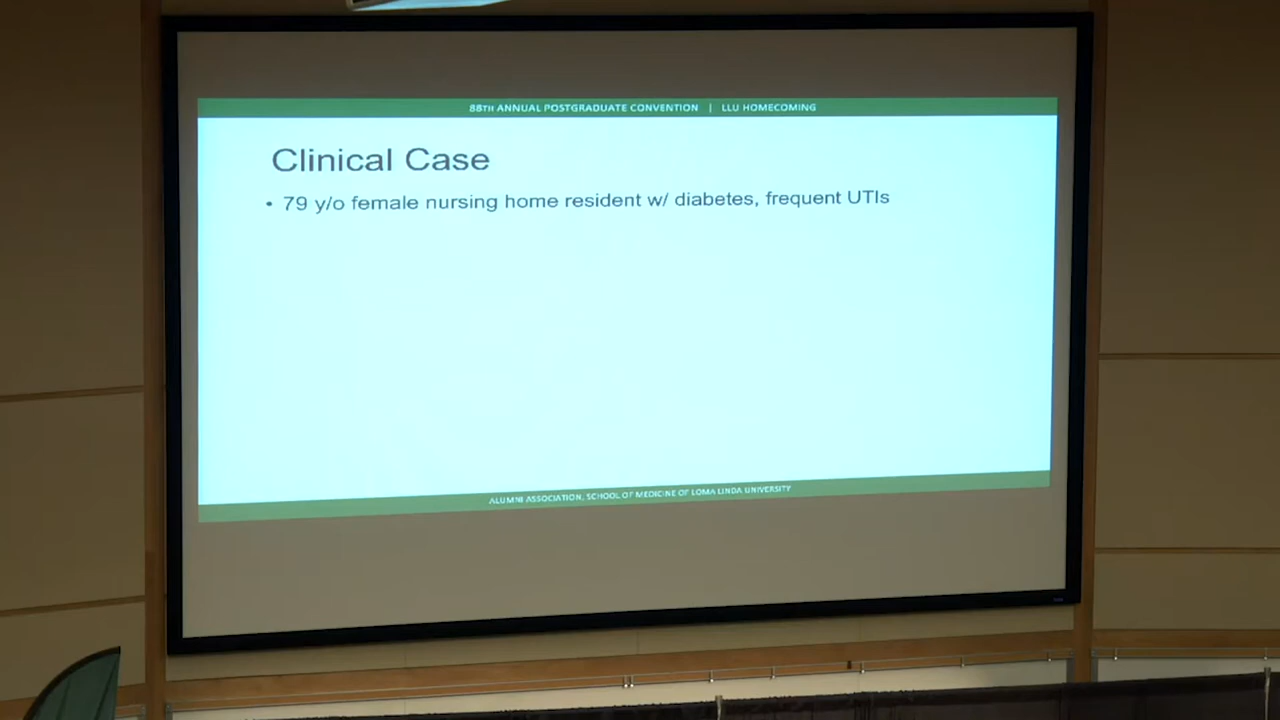 88TH ANNUAL POSTGRADUATE CONVENTION | LLU HOMECOMING
Clinical Case
• 79 y/o female nursing home resident w/ diabetes, frequent UTIs
ALUMNI ASSOCIATION, SCHOOL OF MEDICINE OF LOMA LINDA UNIVERSITY